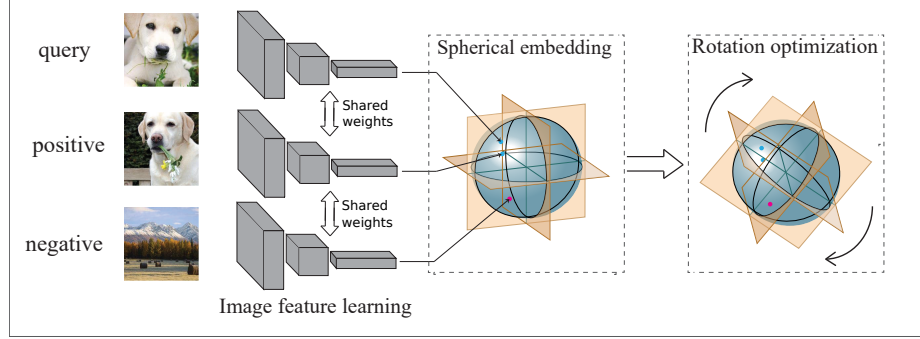 query
positive
negative
Shared
weights
Shared
weights
Image feature learning
Spherical embedding
Rotation optimization